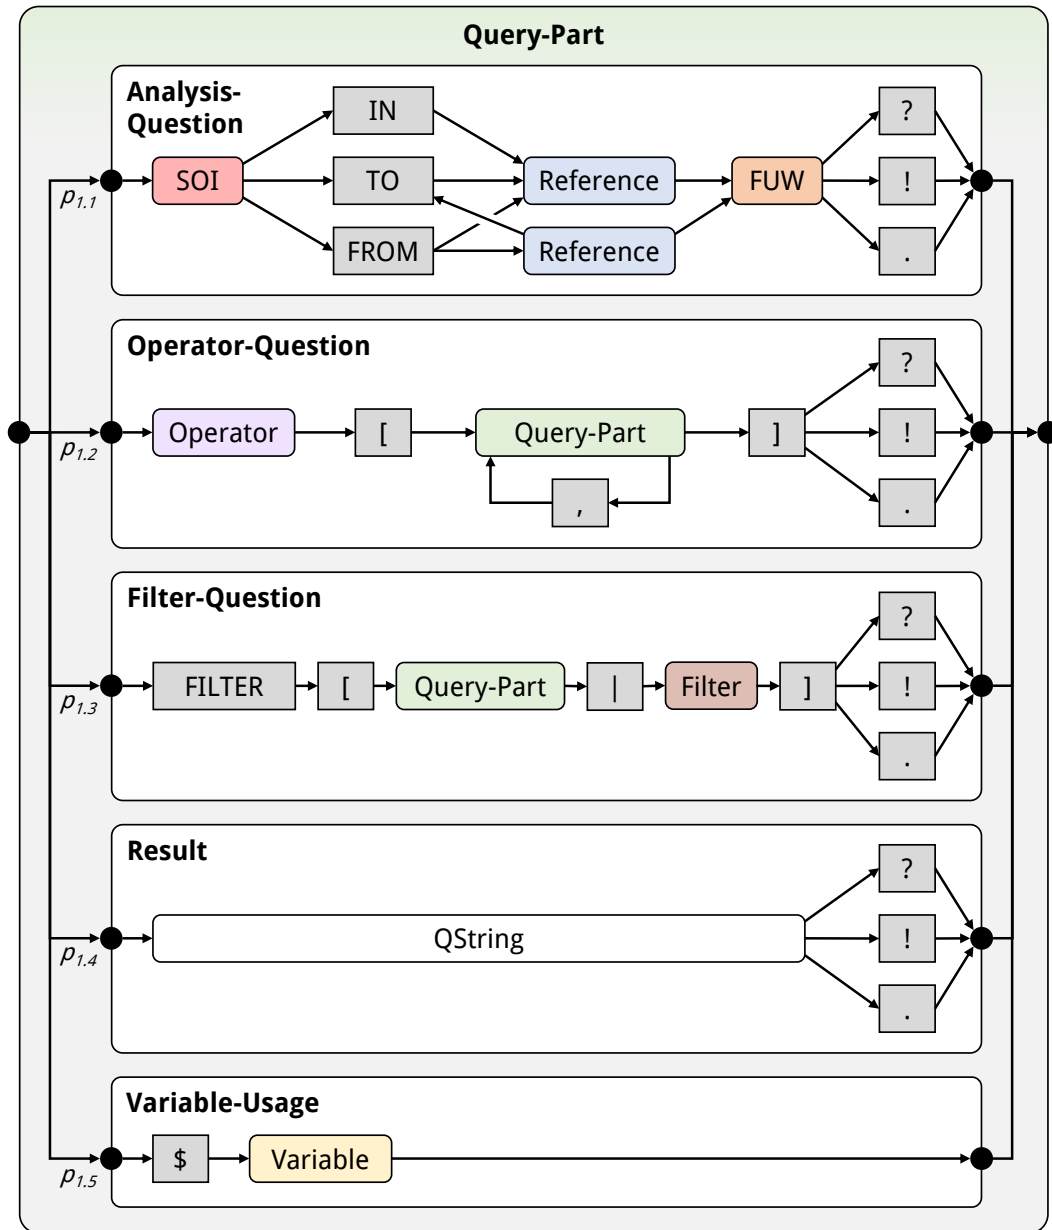 Query-Part
Analysis-
Question
p1.1
SOI
IN
TO
FROM
Reference
Reference
FUW
?
!
.
Operator-Question
p1.2
Operator
[
Query-Part
,
]
?
!
.
Filter-Question
p1.3
FILTER
[
Query-Part
|
Filter
]
?
!
.
Result
p1.4
QString
?
!
.
Variable-Usage
p1.5
$
Variable